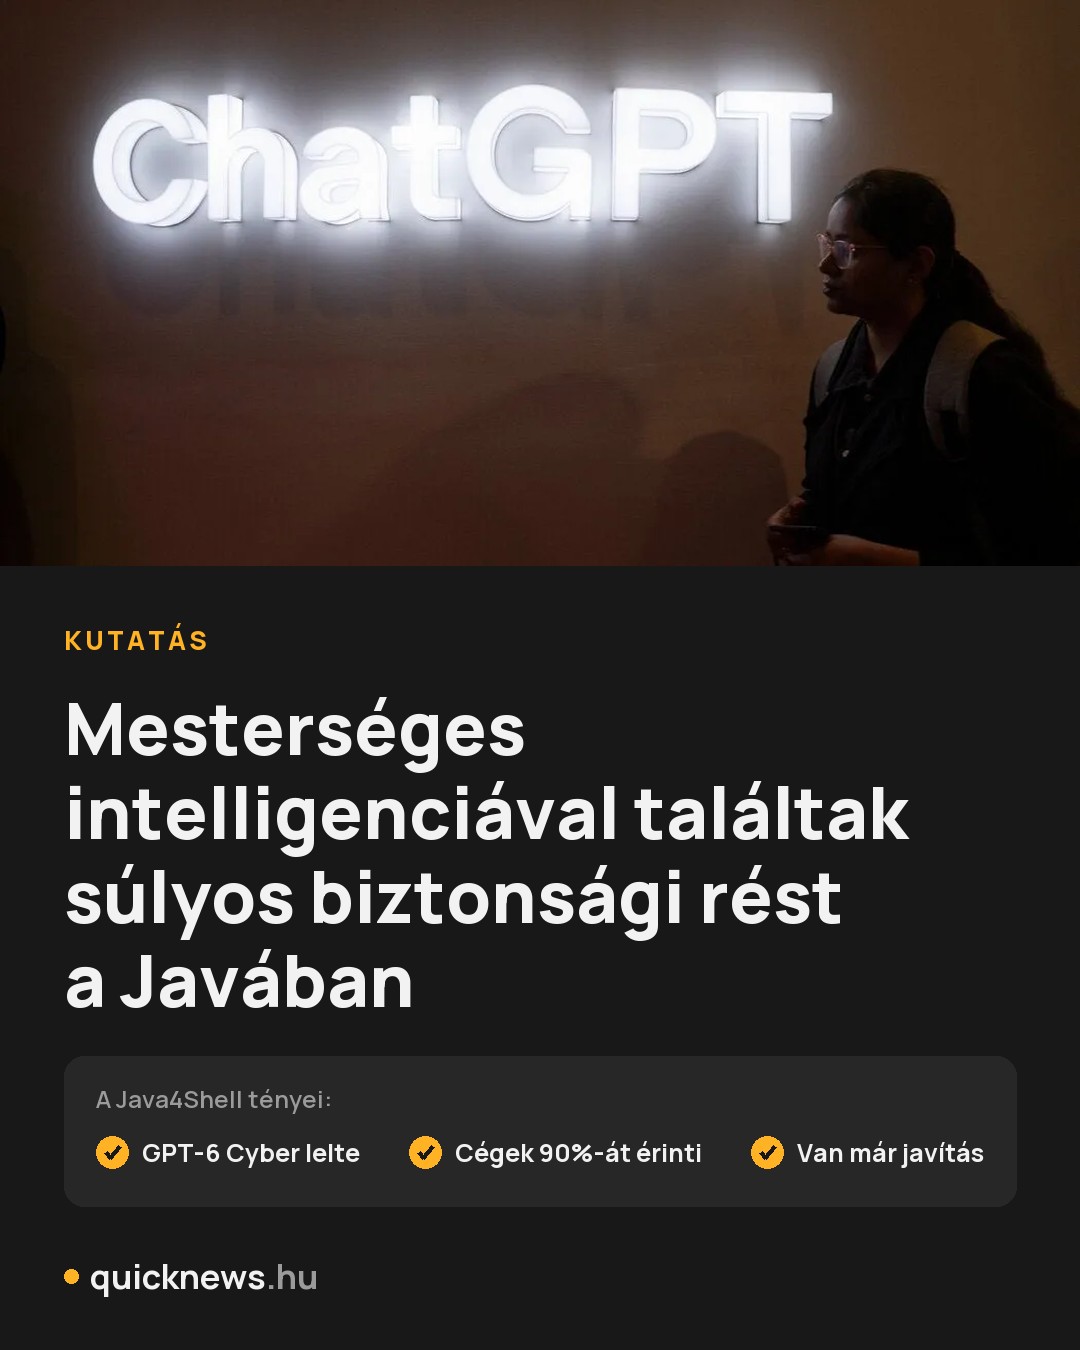 ChatGPT
KUTATÁS
Mesterséges
intelligenciával találtak
súlyos biztonsági rést
a Javában
A Java4Shell tényei:
GPT-6 Cyber lelte
Cégek 90%-át érinti
Van már javítás
quicknews.hu